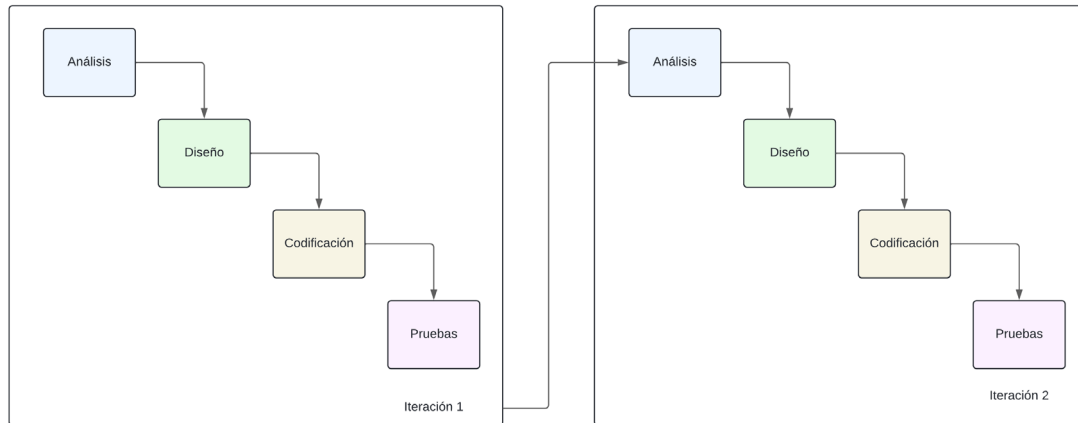 Análisis
Diseño
Codificación
Pruebas
Iteración 1
Análisis
Diseño
Codificación
Pruebas
Iteración 2